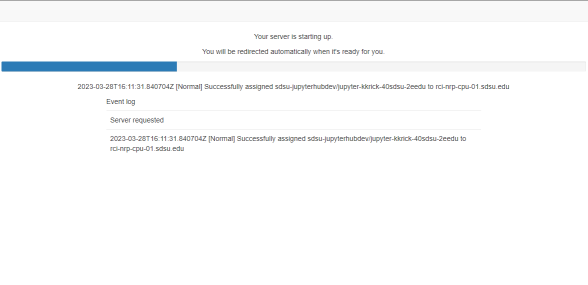 Your server is starting up.
You will be redirected automatically when it's ready for you.
2023-03-28T16:11:31.840704Z [Normal] Successfully assigned sdsu-jupyterhubdev/jupyter-kkrick-40sdsu-2eedu to rci-nrp-cpu-01.sdsu.edu
Event log
Server requested
2023-03-28T16:11:31.840704Z [Normal] Successfully assigned sdsu-jupyterhubdev/jupyter-kkrick-40sdsu-2eedu to
rci-nrp-cpu-01.sdsu.edu